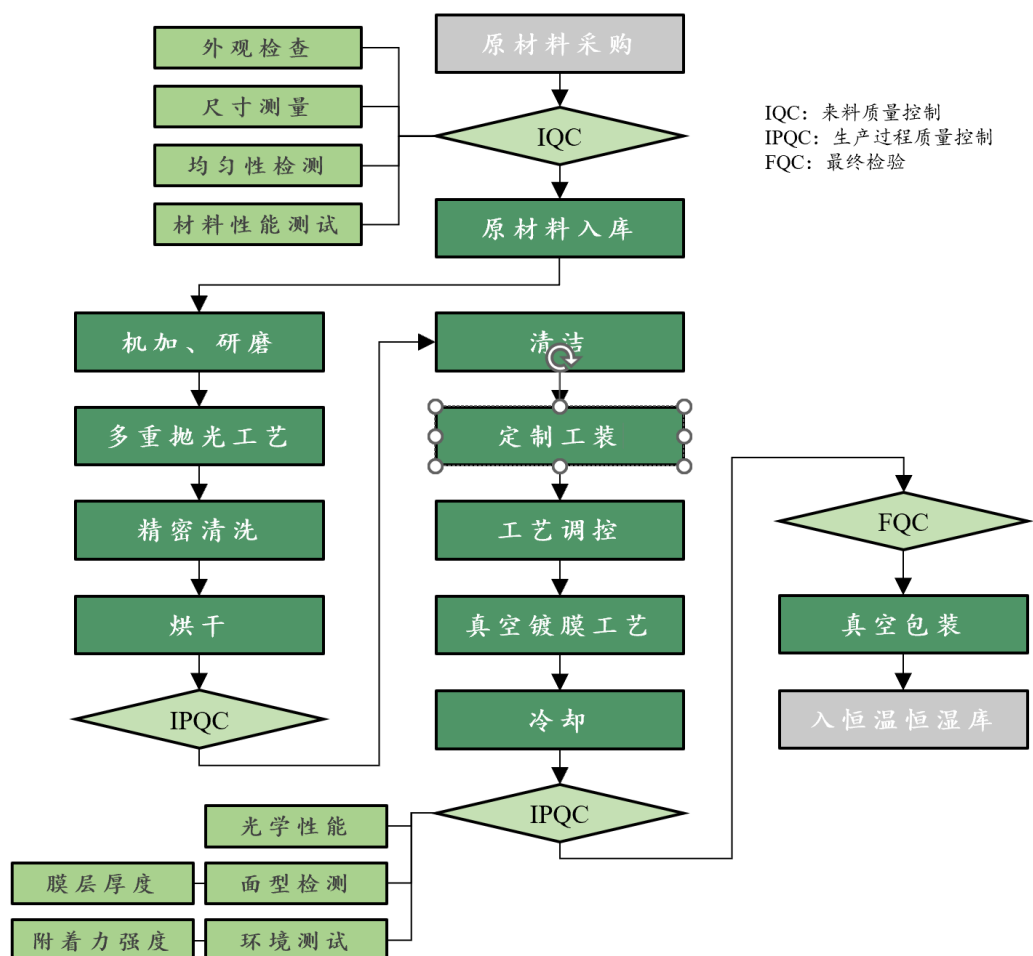 外观检查
尺寸测量
均匀性检测
材料性能测试
原材料采购
IQC
原材料入库
IQC：来料质量控制
IPQC：生产过程质量控制
FQC：最终检验
机加、研磨
多重抛光工艺
精密清洗
烘干
IPQC
清洁
定制工装
工艺调控
真空镀膜工艺
冷却
IPQC
光学性能
膜层厚度
面型检测
附着力强度
环境测试
FQC
真空包装
入恒温恒湿库